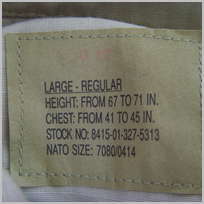 LARGE - REGULAR
HEIGHT: FROM 67 TO 71 IN.
CHEST: FROM 41 TO 45 IN.
STOCK NO: 8415-01-327-5313
NATO SIZE: 7080/0414